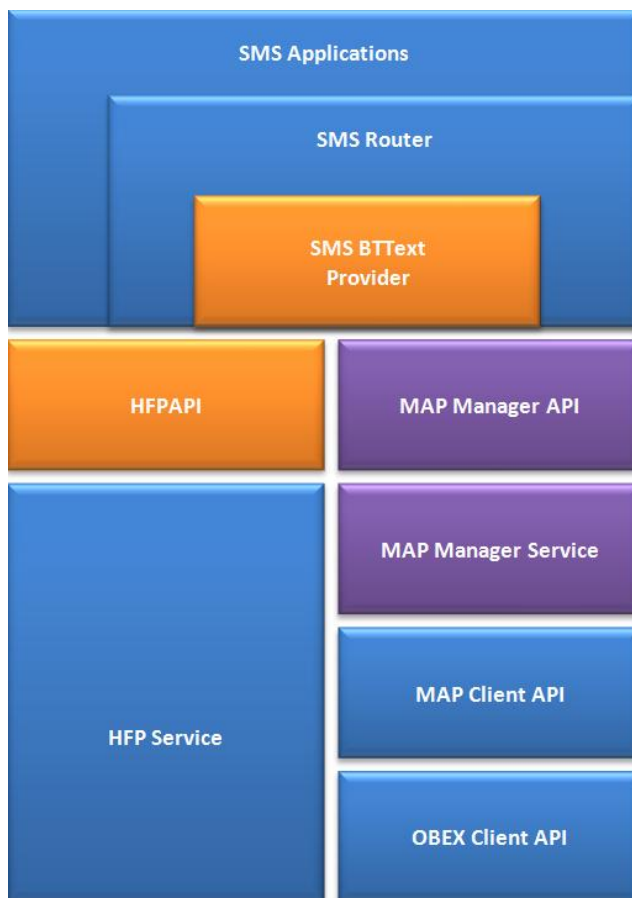 SMS Applications
SMS Router
SMS BTText
Provider
HFPAPI
MAP Manager API
MAP Manager Service
MAP Client API
HFP Service
OBEX Client API